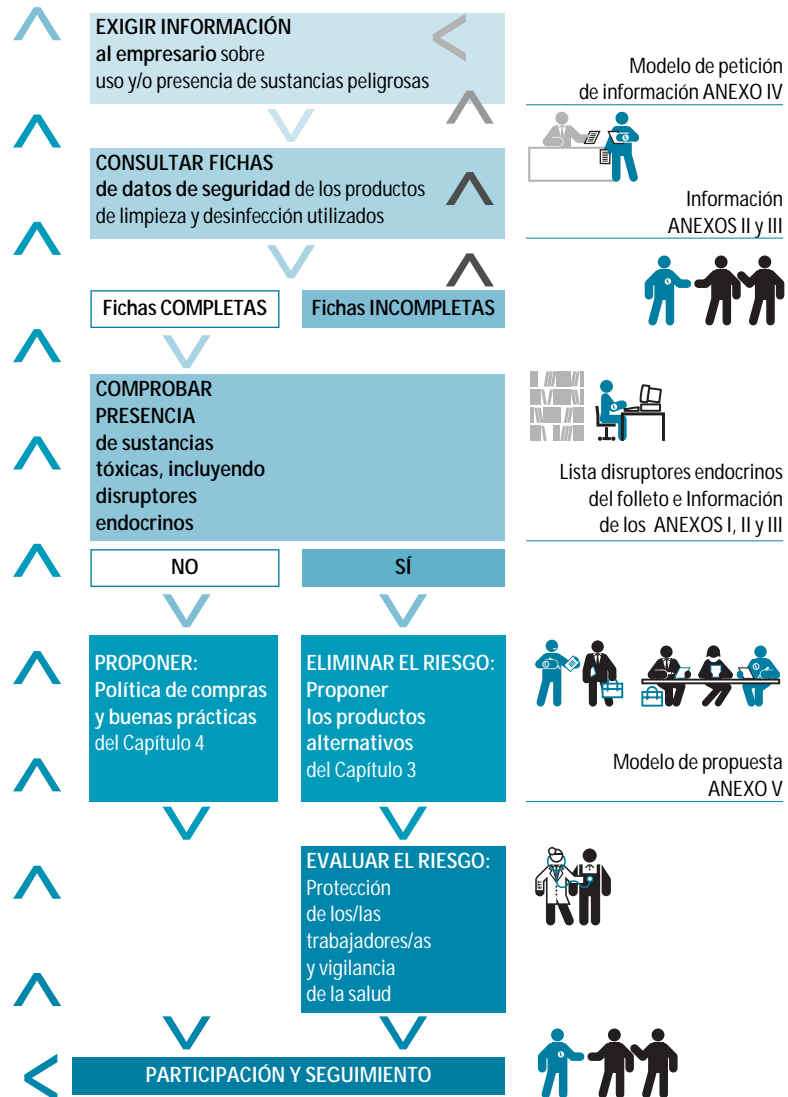 EXIGIR INFORMACIÓN
al empresario sobre
uso y/o presencia de sustancias peligrosas
Modelo de petición
de información ANEXO IV
CONSULTAR FICHAS
de datos de seguridad de los productos
de limpieza y desinfección utilizados
Información
ANEXOS II y III
Fichas COMPLETAS
Fichas INCOMPLETAS
COMPROBAR
PRESENCIA
de sustancias
tóxicas, incluyendo
disruptores
endocrinos
Lista disruptores endocrinos
del folleto e Información
de los ANEXOS I, II y III
NO
SÍ
PROPONER:
Política de compras
y buenas prácticas
del Capítulo 4
ELIMINAR EL RIESGO:
Proponer
los productos
alternativos
del Capítulo 3
Modelo de propuesta
ANEXO V
EVALUAR EL RIESGO:
Protección
de los/las
trabajadores/as
y vigilancia
de la salud
PARTICIPACIÓN Y SEGUIMIENTO